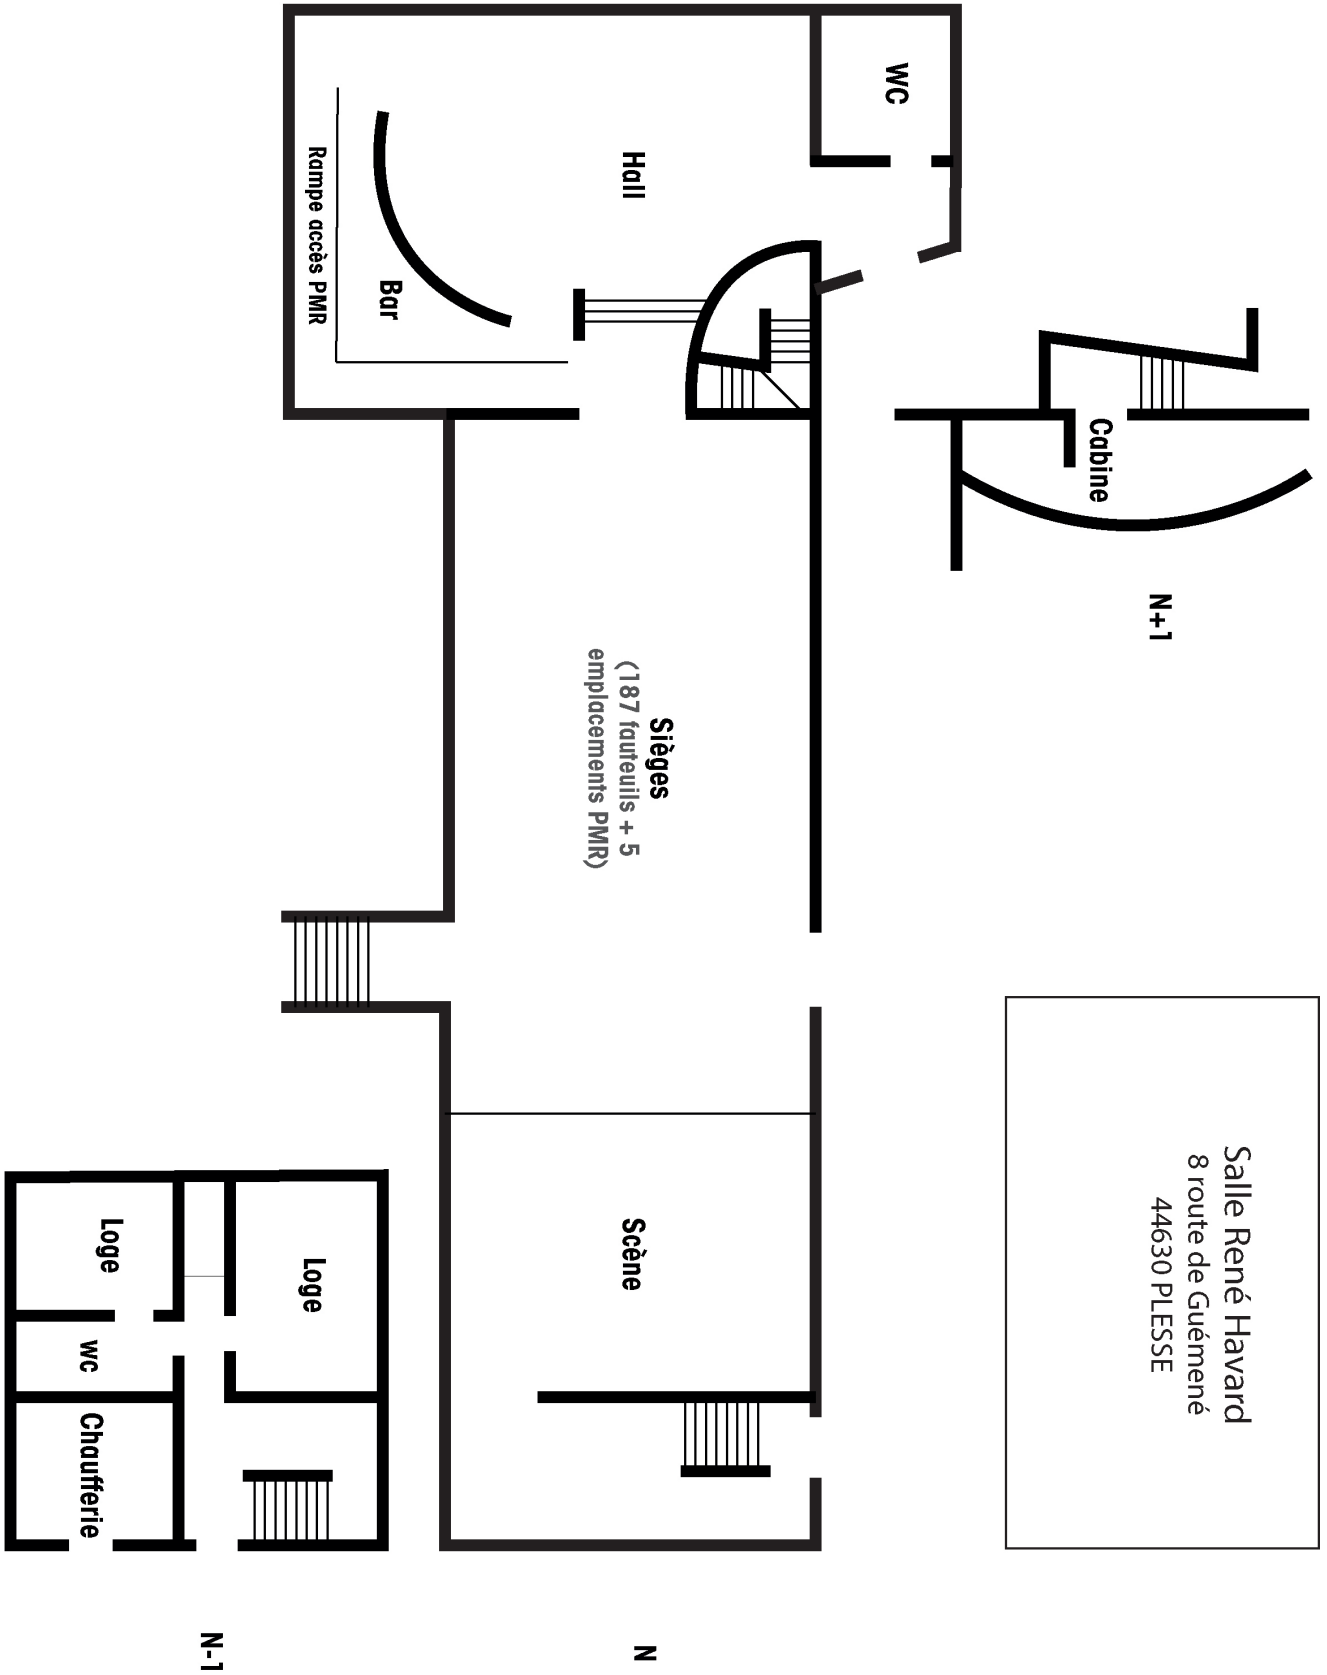 Salle René Havard
8 route de Guéméné
44630 PLESSE
N+1
Cabine
WC
Hall
Bar
Rampe accès PMR
Sièges
(187 fauteuils + 5
emplacements PMR)
Scène
N
Loge
Loge
wc
Chaufferie
N-1